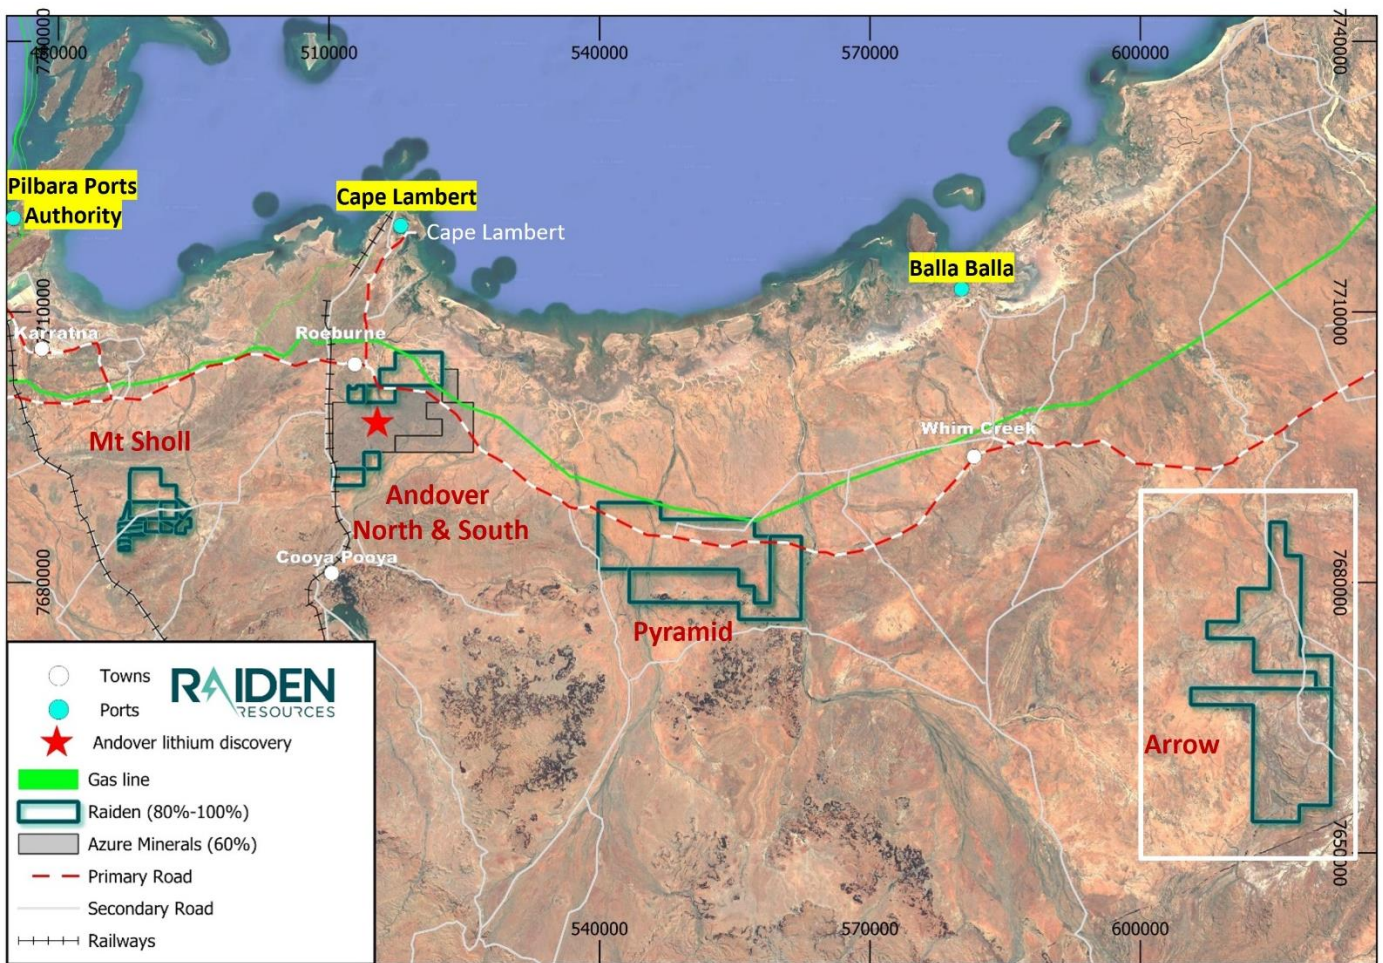 480000
510000
540000
570000
600000
7740000
7740000
Pilbara Ports
Authority
Cape Lambert
Cape Lambert
Balla Balla
7710000
7710000
Karratna
Roeburne
Whim Creek
Mt Sholl
Andover
North & South
Cooya Pooya
7680000
7680000
Pyramid
Arrow
7650000
RAIDEN
RESOURCES
Towns
Ports
Andover lithium discovery
Gas line
Raiden (80%-100%)
Azure Minerals (60%)
Primary Road
Secondary Road
Railways
540000
570000
600000